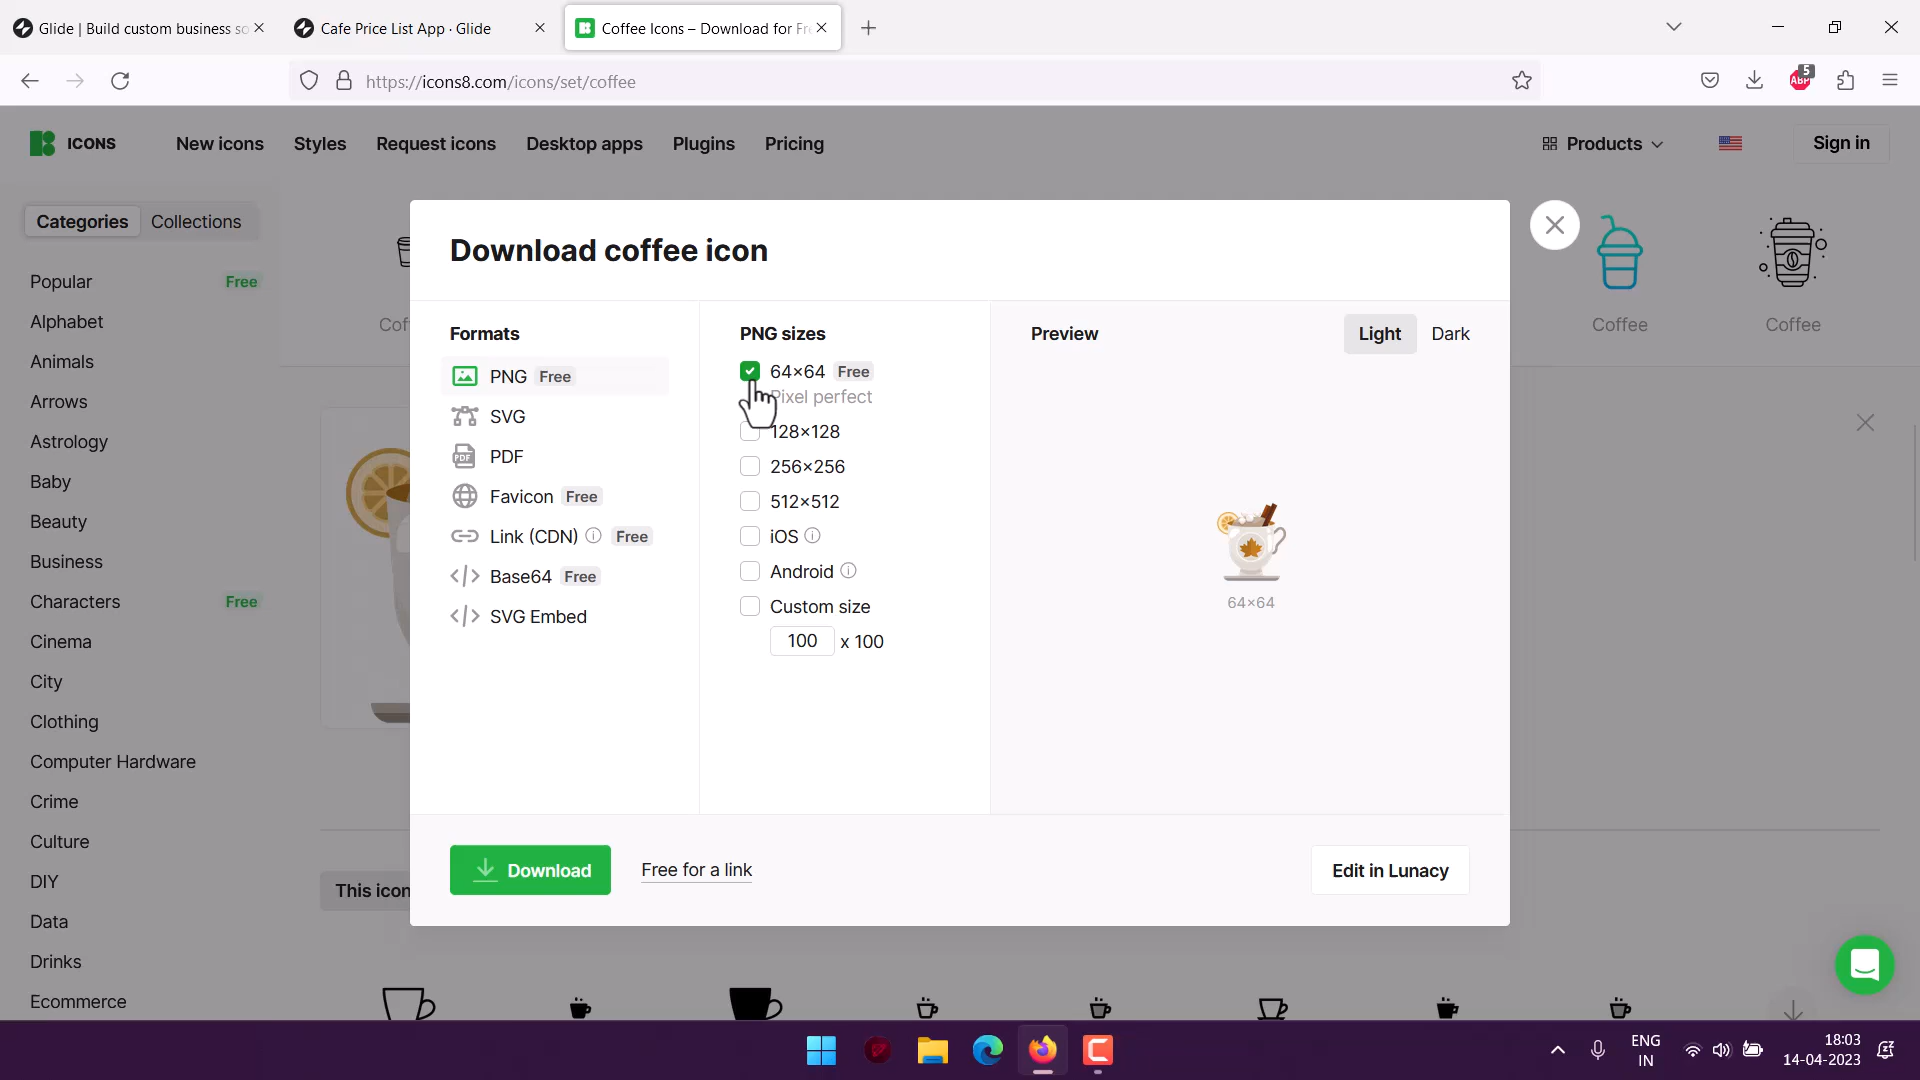 Glide | Build custom business so
Cafe Price List App · Glide
Coffee Icons – Download for Fr
https://icons8.com/icons/set/coffee
ABP
5
ICONS
New icons
Styles
Request icons
Desktop apps
Plugins
Pricing
Products
Sign in
Categories
Collections
Popular
Free
Alphabet
Animals
Arrows
Astrology
Baby
Beauty
Business
Characters
Free
Cinema
City
Clothing
Computer Hardware
Crime
Culture
DIY
Data
Drinks
Ecommerce
Cof
Coffee
Coffee
This icon
Download coffee icon
Formats
PNG Free
SVG
PDF
Favicon Free
Link (CDN) Free
Base64 Free
SVG Embed
PNG sizes
64×64 Free
Pixel perfect
128×128
256×256
512×512
iOS
Android
Custom size
100 x 100
Preview
Light
Dark
64×64
Download
Free for a link
Edit in Lunacy
ENG
IN
18:03
14-04-2023